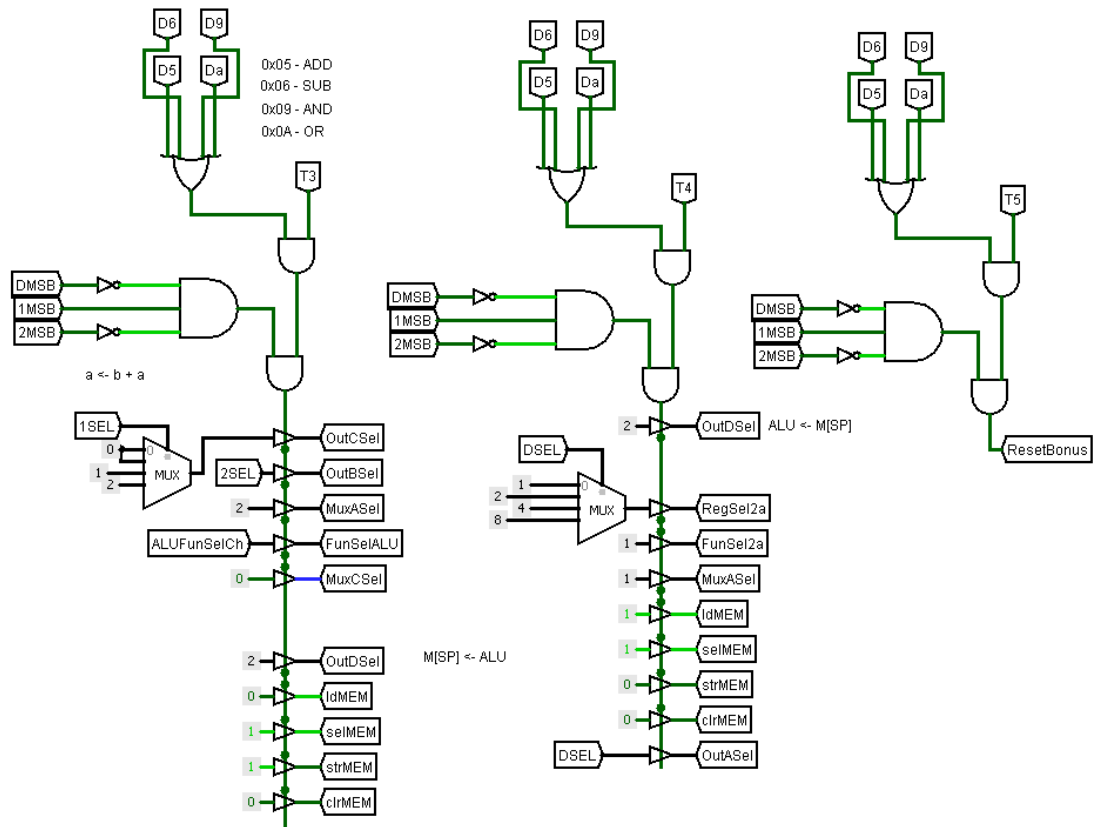 D6 D9
D5 Da
0x05 - ADD
0x06 - SUB
0x09 - AND
0x0A - OR
T3
DMSB
1MSB
2MSB
a <- b + a
1SEL
0 0
1
2
MUX
OutCSel
2SEL OutBSel
2 MuxASel
ALUFunSelCh FunSelALU
0 MuxCSel
2 OutDSel
M[SP] <- ALU
0 ldMEM
1 selMEM
1 strMEM
0 clrMEM
D6 D9
D5 Da
T4
DMSB
1MSB
2MSB
2 OutDSel ALU <- M[SP]
DSEL
1 0
2
4
8
MUX
RegSel2a
1 FunSel2a
1 MuxASel
1 ldMEM
1 selMEM
0 strMEM
0 clrMEM
DSEL OutASel
D6 D9
D5 Da
T5
DMSB
1MSB
2MSB
ResetBonus